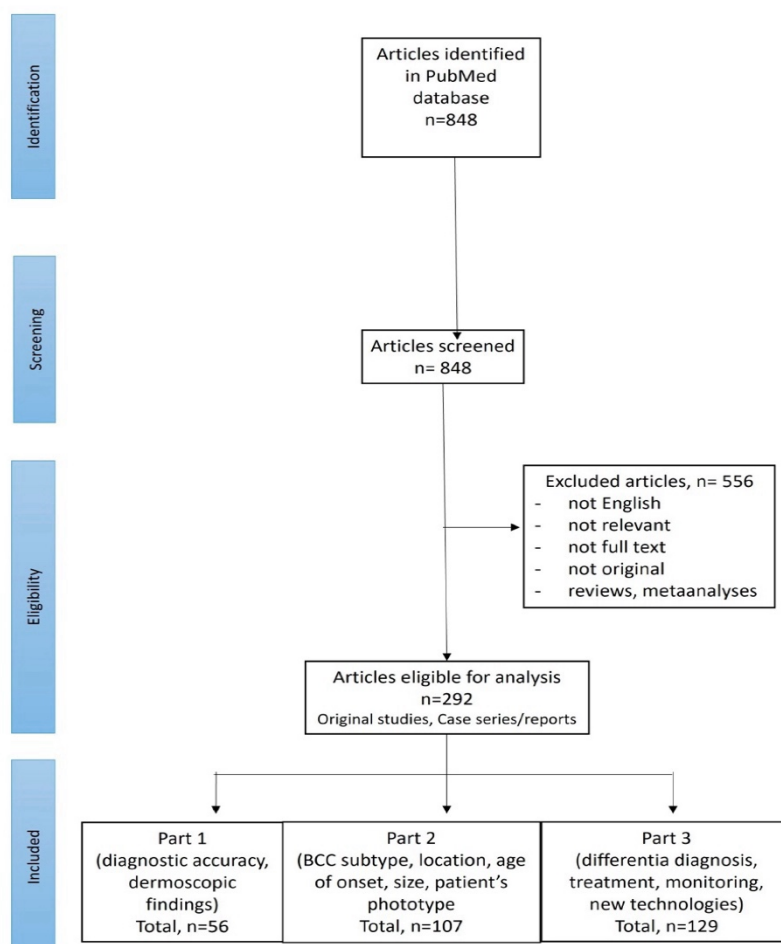 Identification
Articles identified
in PubMed
database
n=848
Screening
Articles screened
n= 848
Eligibility
Excluded articles, n= 556
- not English
- not relevant
- not full text
- not original
- reviews, metaanalyses
Articles eligible for analysis
n=292
Original studies, Case series/reports
Included
Part 1
(diagnostic accuracy,
dermoscopic
findings)
Total, n=56
Part 2
(BCC subtype, location, age
of onset, size, patient’s
phototype
Total, n=107
Part 3
(differentia diagnosis,
treatment, monitoring,
new technologies)
Total, n=129